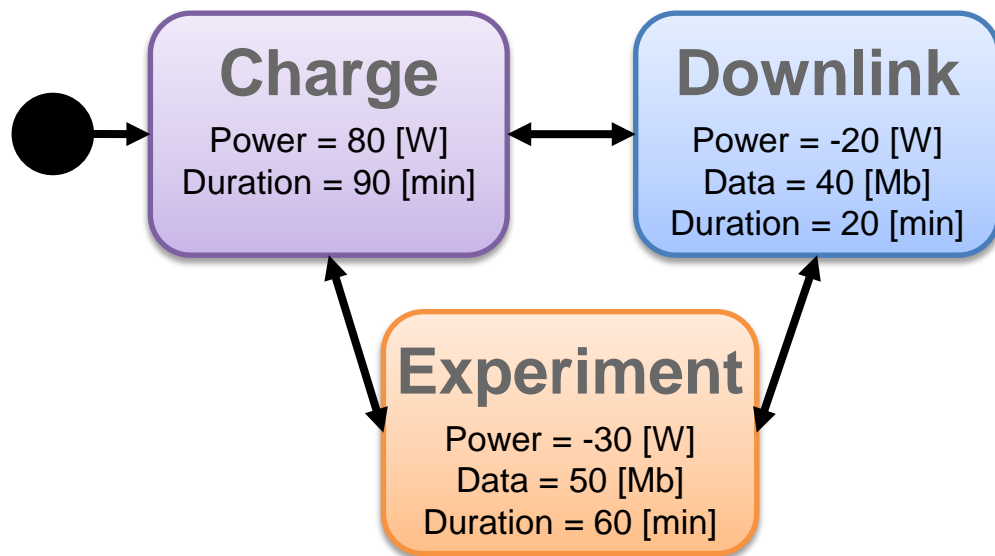 Charge
Power = 80 [W]
Duration = 90 [min]
Downlink
Power = -20 [W]
Data = 40 [Mb]
Duration = 20 [min]
Experiment
Power = -30 [W]
Data = 50 [Mb]
Duration = 60 [min]